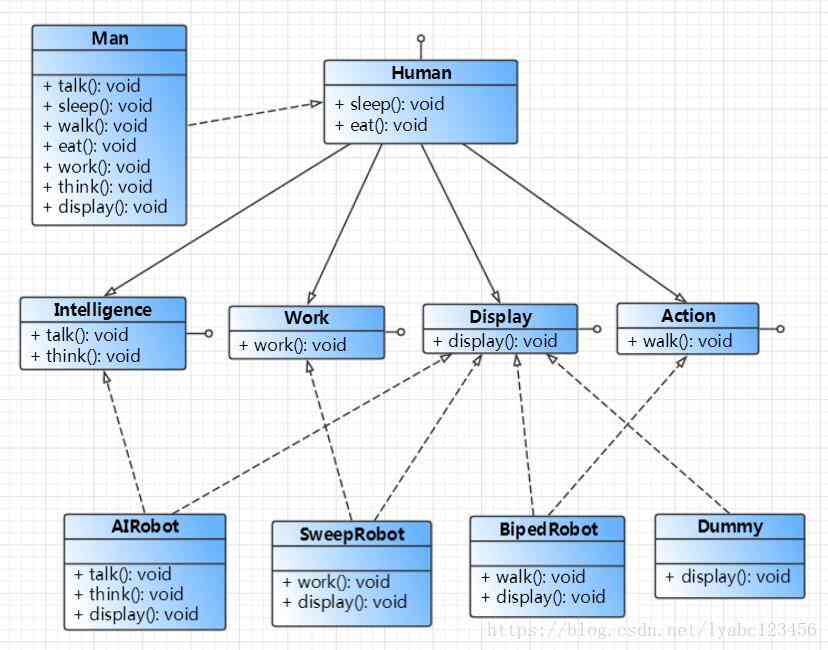 Man
+ talk(): void
+ sleep(): void
+ walk(): void
+ eat(): void
+ work(): void
+ think(): void
+ display(): void
Human
+ sleep(): void
+ eat(): void
Intelligence
+ talk(): void
+ think(): void
Work
+ work(): void
Display
+ display(): void
Action
+ walk(): void
AIRobot
+ talk(): void
+ think(): void
+ display(): void
SweepRobot
+ work(): void
+ display(): void
BipedRobot
+ walk(): void
+ display(): void
Dummy
+ display(): void
https://blog.csdn.net/lyabc123456